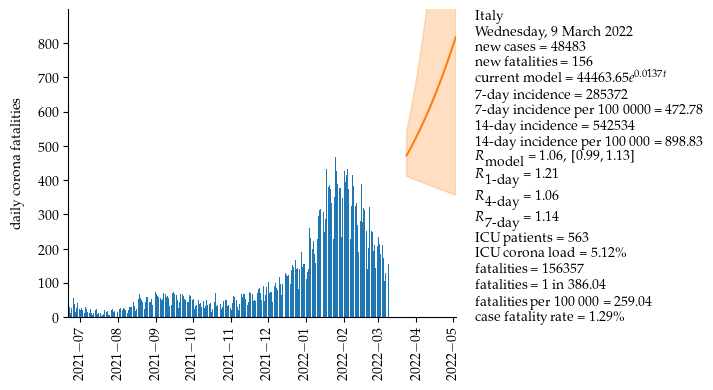 daily corona fatalities
800
700
600
500
400
300
200
100
0
2021−07
2021−08
2021−09
2021−10
2021−11
2021−12
2022−01
2022−02
2022−03
2022−04
2022−05
Italy
Wednesday, 9 March 2022
new cases = 48483
new fatalities = 156
current model = 44463.65e^0.0137t
7-day incidence = 285372
7-day incidence per 100 0000 = 472.78
14-day incidence = 542534
14-day incidence per 100 000 = 898.83
R_model = 1.06, [0.99, 1.13]
R_1-day = 1.21
R_4-day = 1.06
R_7-day = 1.14
ICU patients = 563
ICU corona load = 5.12%
fatalities = 156357
fatalities = 1 in 386.04
fatalities per 100 000 = 259.04
case fatality rate = 1.29%